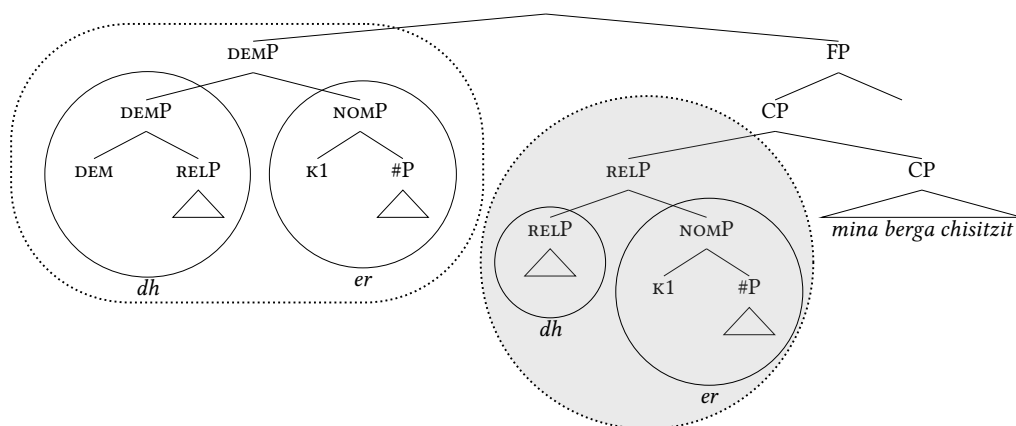 DEMP FP
DEMP NOMP CP
DEM RELP K1 #P RELP CP
RELP NOMP mina berga chisitzit
dh er K1 #P
dh
er